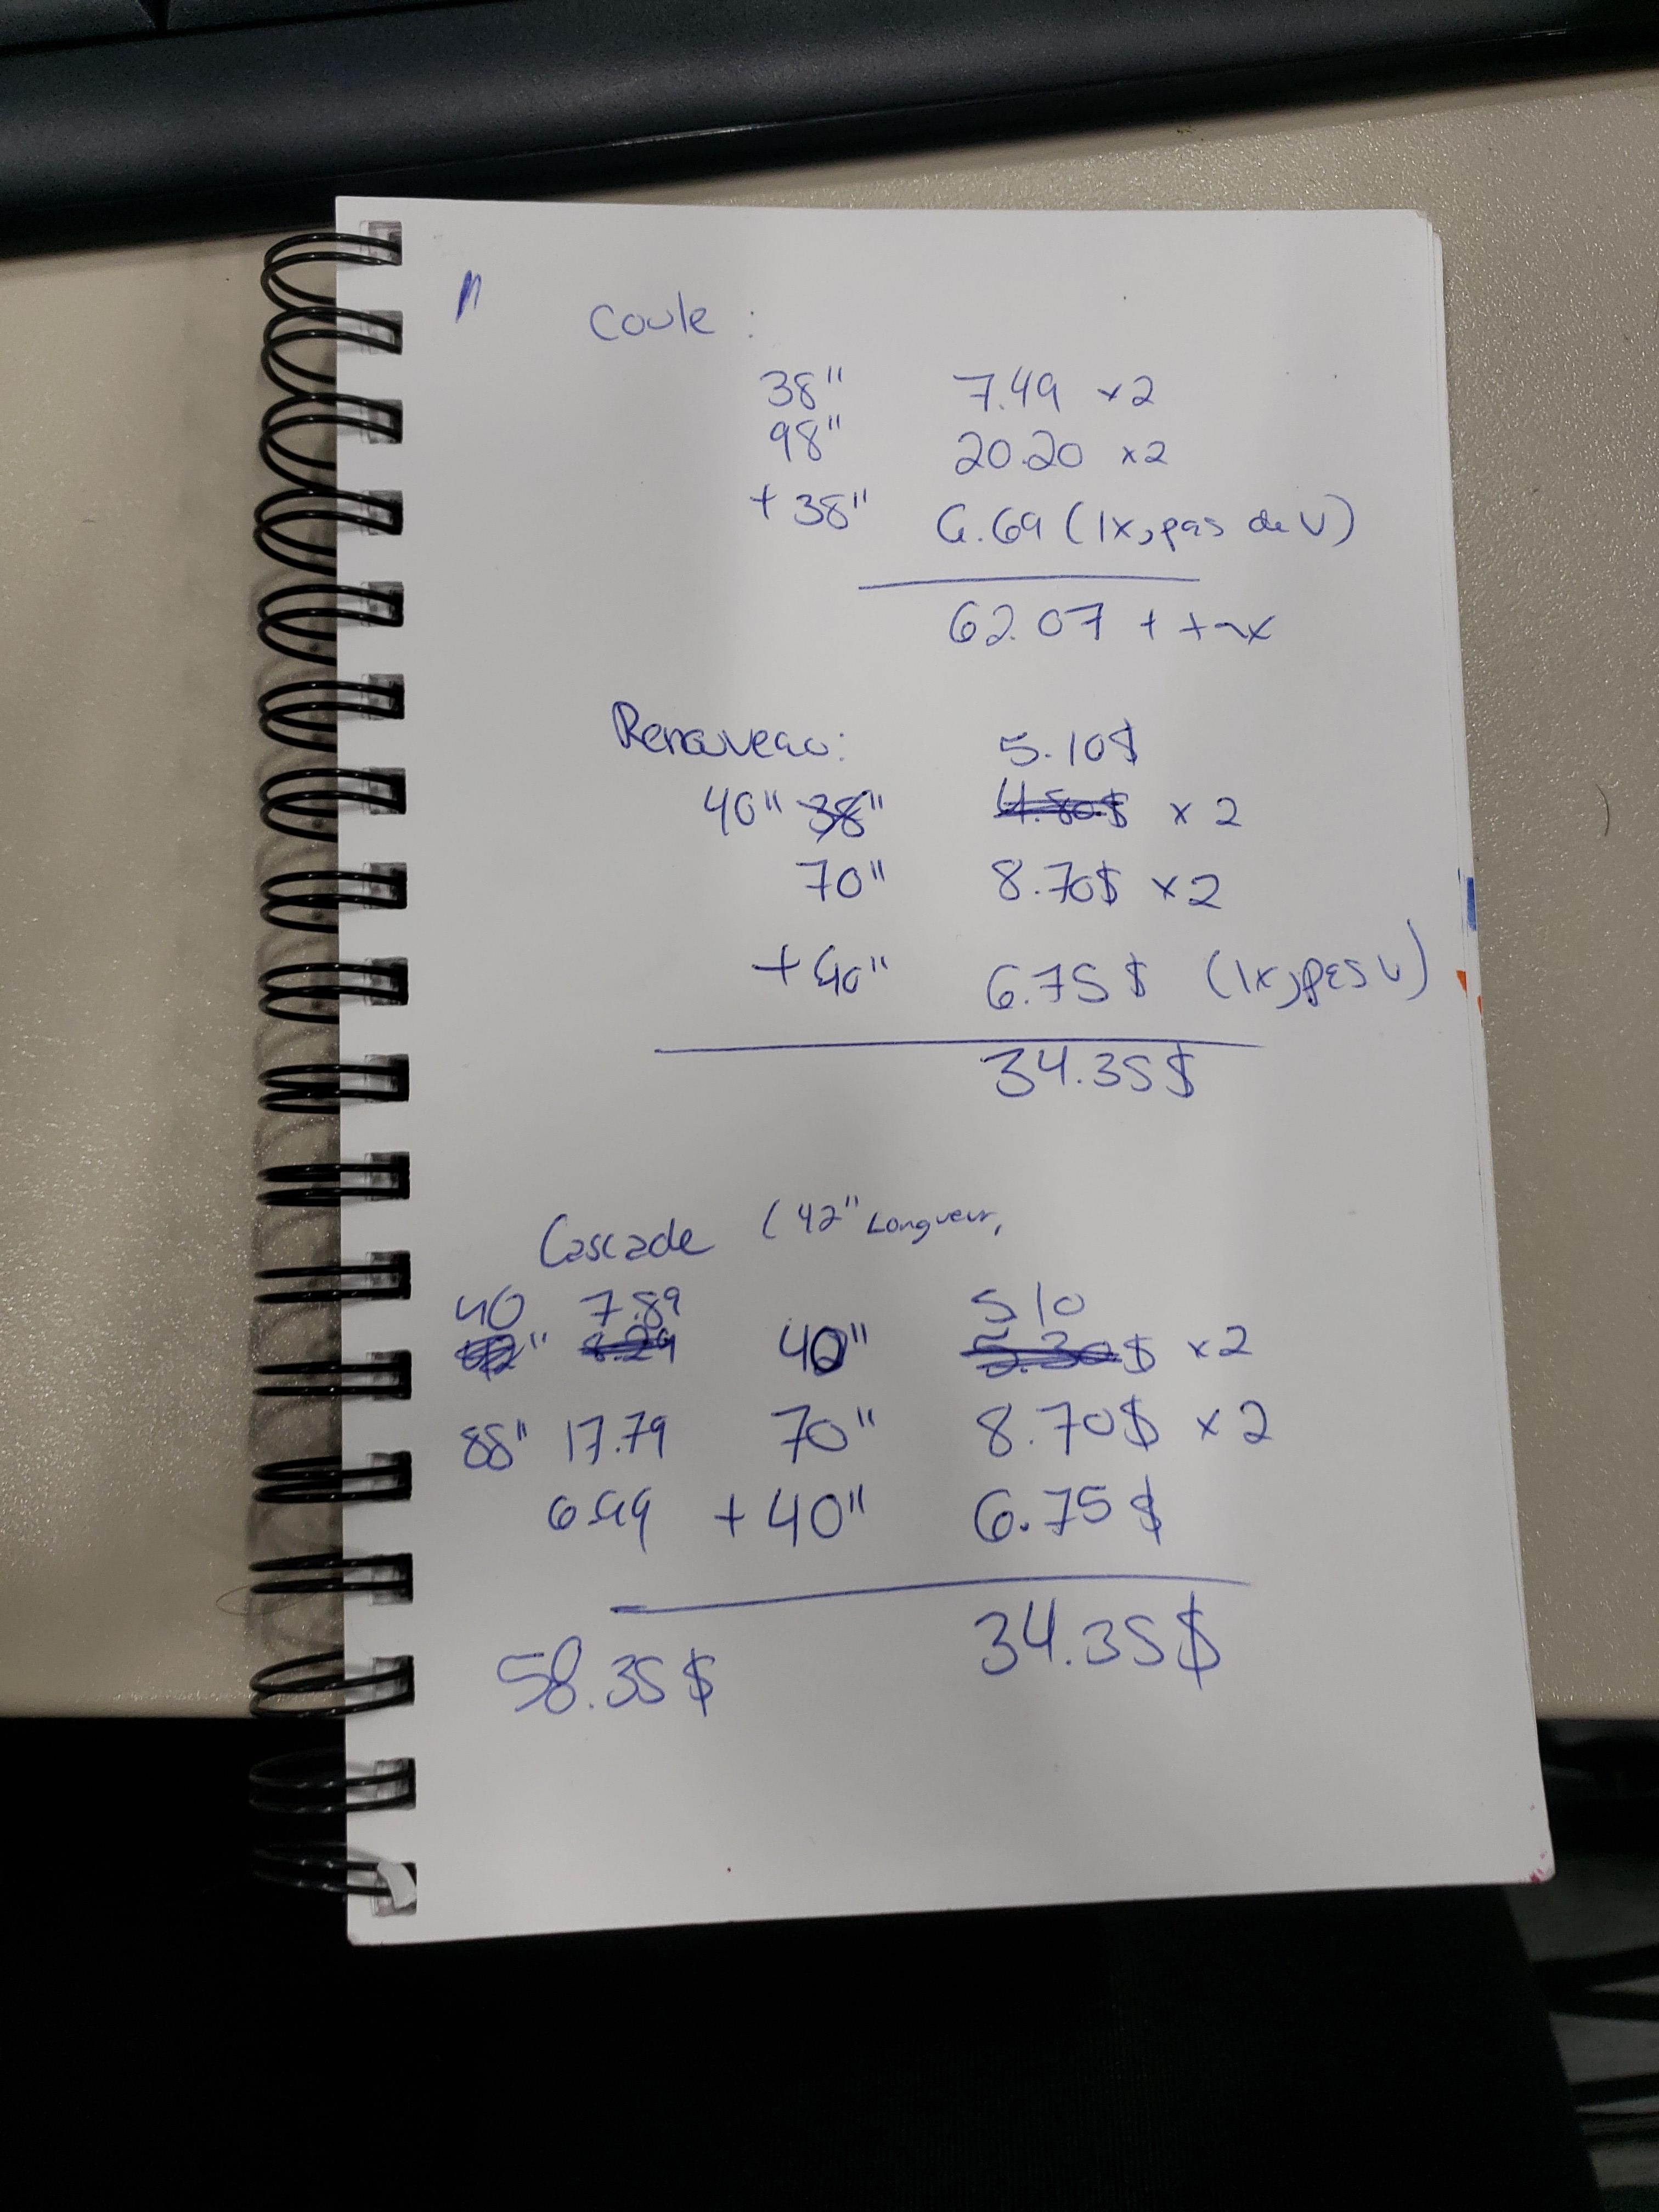 Coule :
38" 7.49 x2
98" 20.20 x2
+ 38" 6.69 (1x, pas de V)
62.07 + tax
Renouveau: 5.10$
40" 38" 4.80$ x 2
70" 8.70$ x 2
+ 40" 6.75$ (1x, pas V)
34.35$
Cascade (42" Longueur,
40 7.89 5 10
42" 8.29 40" 5.30$ x2
88" 17.79 70" 8.70$ x 2
6.99 + 40" 6.75$
58.35$ 34.35$